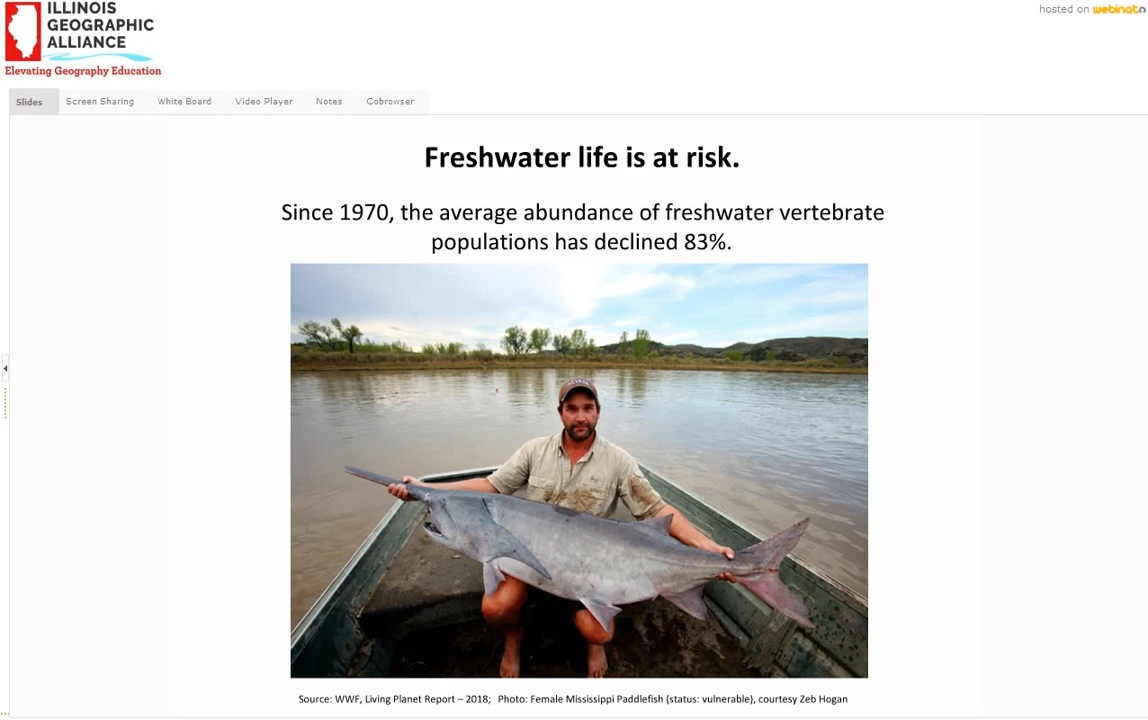 ILLINOIS
GEOGRAPHIC
ALLIANCE
Elevating Geography Education
hosted on webinato
Slides Screen Sharing White Board Video Player Notes Cobrowser
Freshwater life is at risk.
Since 1970, the average abundance of freshwater vertebrate
populations has declined 83%.
NEVADA
Source: WWF, Living Planet Report – 2018; Photo: Female Mississippi Paddlefish (status: vulnerable), courtesy Zeb Hogan